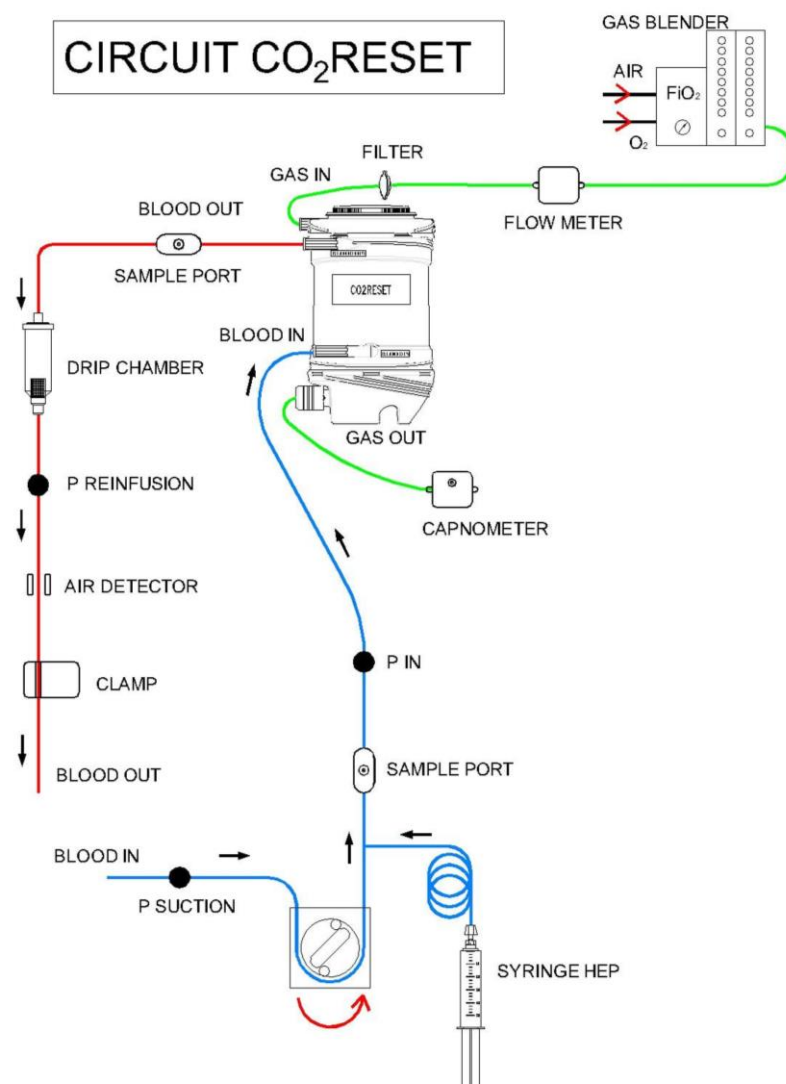 CIRCUIT CO₂RESET
GAS BLENDER
AIR
FiO₂
O₂
FILTER
GAS IN
FLOW METER
BLOOD OUT
SAMPLE PORT
CO2RESET
BLOOD IN
DRIP CHAMBER
GAS OUT
P REINFUSION
CAPNOMETER
AIR DETECTOR
P IN
CLAMP
SAMPLE PORT
BLOOD OUT
BLOOD IN
P SUCTION
SYRINGE HEP